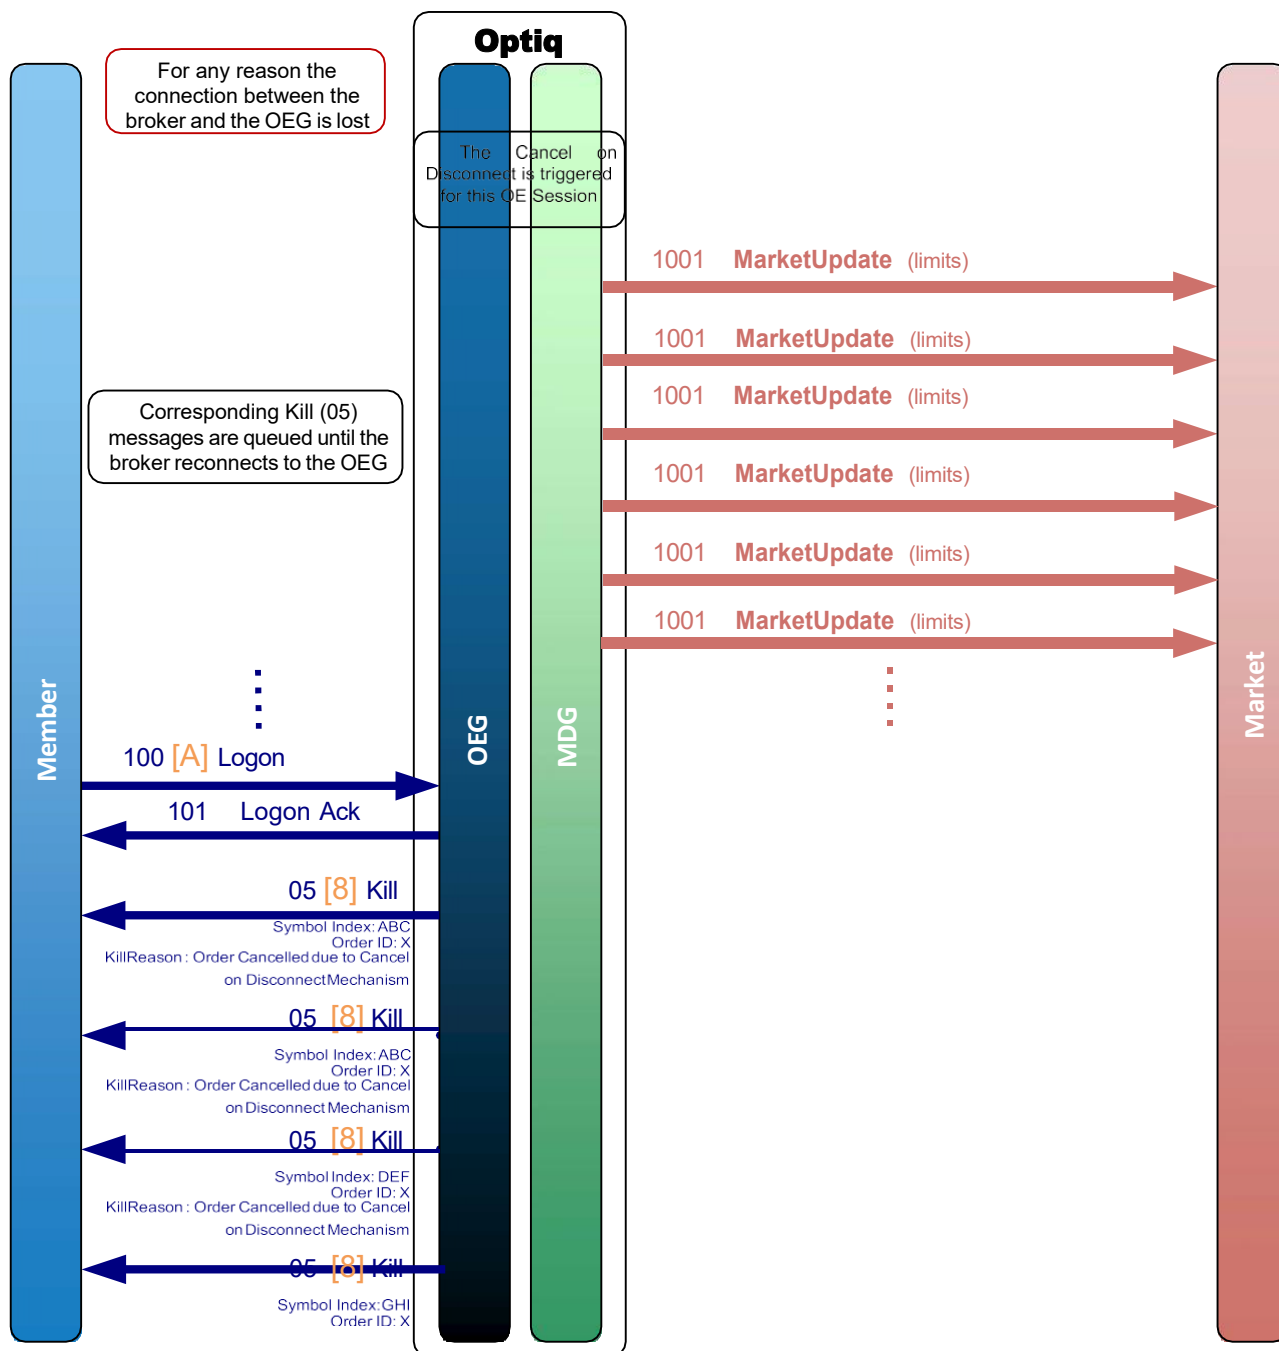 Optiq
For any reason the
connection between the
broker and the OEG is lost
The Cancel on
Disconnect is triggered
for this OE Session
1001 MarketUpdate (limits)
1001 MarketUpdate (limits)
1001 MarketUpdate (limits)
Corresponding Kill (05)
messages are queued until the
broker reconnects to the OEG
1001 MarketUpdate (limits)
1001 MarketUpdate (limits)
1001 MarketUpdate (limits)
Member
OEG
MDG
Market
100 [A] Logon
101 Logon Ack
05 [8] Kill
Symbol Index: ABC
Order ID: X
KillReason : Order Cancelled due to Cancel
on Disconnect Mechanism
05 [8] Kill
Symbol Index: ABC
Order ID: X
KillReason : Order Cancelled due to Cancel
on Disconnect Mechanism
05 [8] Kill
Symbol Index: DEF
Order ID: X
KillReason : Order Cancelled due to Cancel
on Disconnect Mechanism
05 [8] Kill
Symbol Index: GHI
Order ID: X